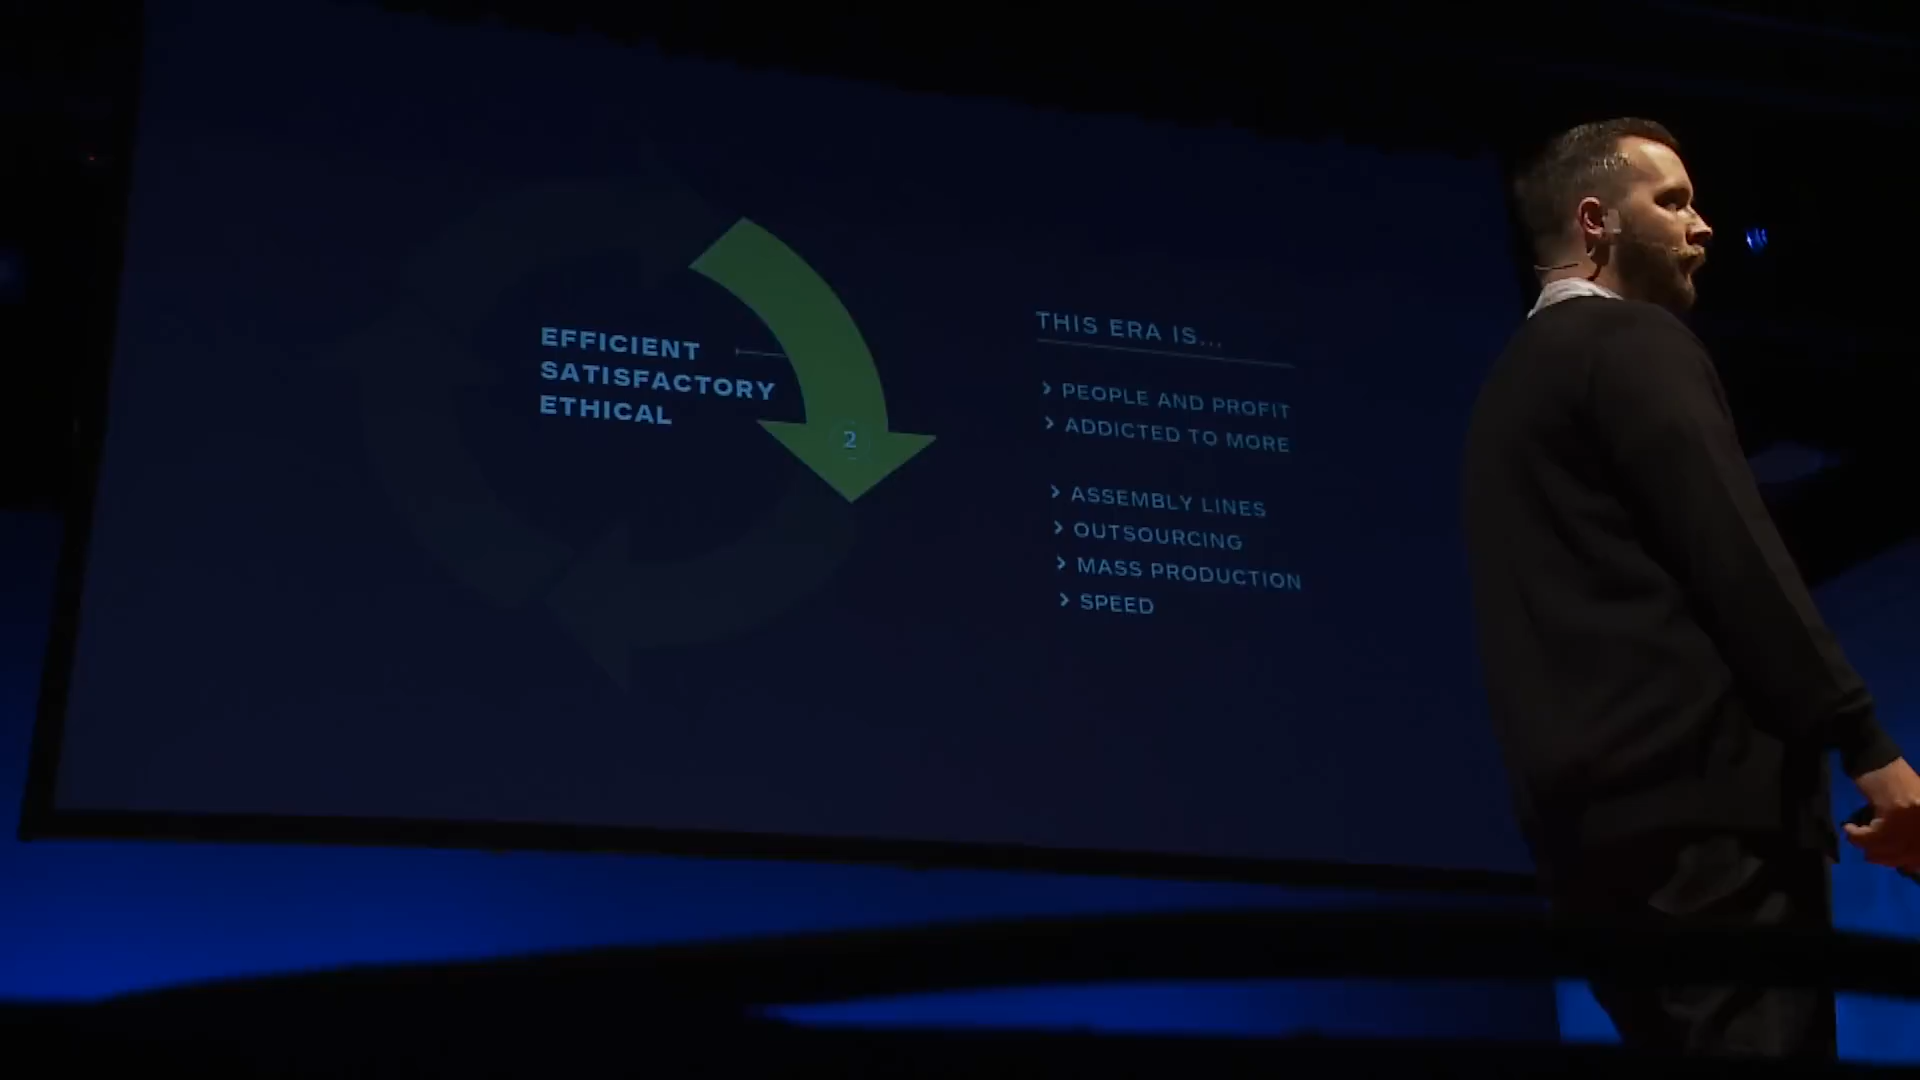 EFFICIENT
SATISFACTORY
ETHICAL
2
THIS ERA IS...
> PEOPLE AND PROFIT
> ADDICTED TO MORE
> ASSEMBLY LINES
> OUTSOURCING
> MASS PRODUCTION
> SPEED